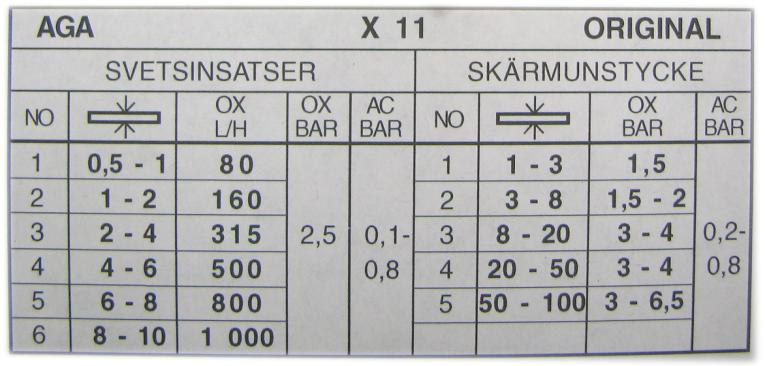 AGA X 11 ORIGINAL
SVETSINSATSER SKÄRMUNSTYCKE
NO OX L/H OX BAR AC BAR NO OX BAR AC BAR
1 0,5 - 1 80 1 1 - 3 1,5
2 1 - 2 160 2 3 - 8 1,5 - 2
3 2 - 4 315 2,5 0,1- 3 8 - 20 3 - 4 0,2-
4 4 - 6 500 0,8 4 20 - 50 3 - 4 0,8
5 6 - 8 800 5 50 - 100 3 - 6,5
6 8 - 10 1 000